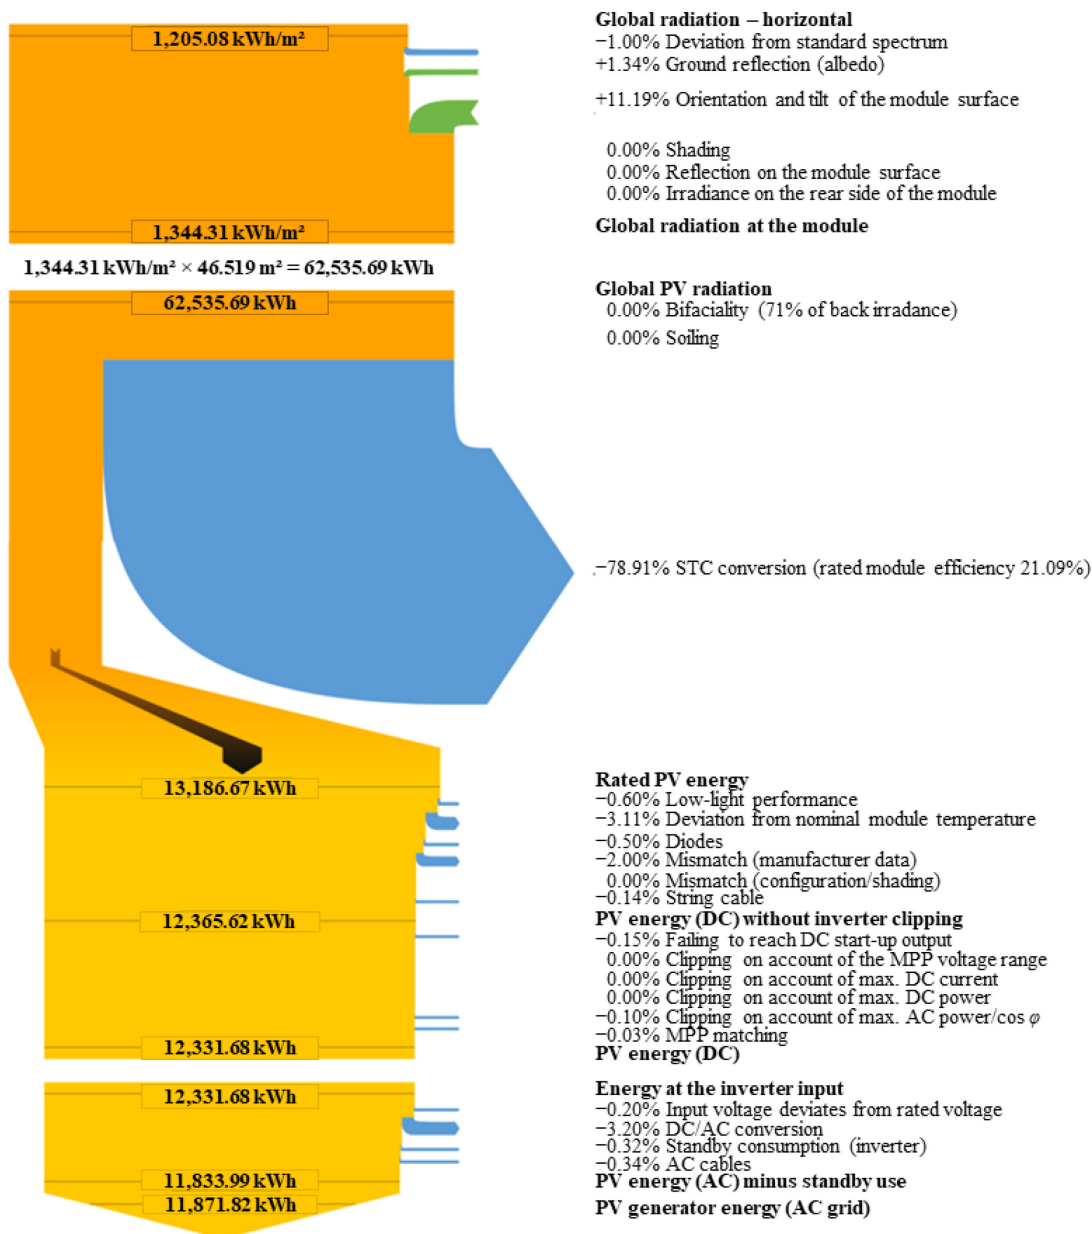 Global radiation – horizontal
1,205.08 kWh/m²
−1.00% Deviation from standard spectrum
+1.34% Ground reflection (albedo)
+11.19% Orientation and tilt of the module surface
0.00% Shading
0.00% Reflection on the module surface
0.00% Irradiance on the rear side of the module
Global radiation at the module
1,344.31 kWh/m²
1,344.31 kWh/m² × 46.519 m² = 62,535.69 kWh
Global PV radiation
62,535.69 kWh
0.00% Bifaciality (71% of back irradance)
0.00% Soiling
−78.91% STC conversion (rated module efficiency 21.09%)
Rated PV energy
13,186.67 kWh
−0.60% Low-light performance
−3.11% Deviation from nominal module temperature
−0.50% Diodes
−2.00% Mismatch (manufacturer data)
0.00% Mismatch (configuration/shading)
−0.14% String cable
PV energy (DC) without inverter clipping
12,365.62 kWh
−0.15% Failing to reach DC start-up output
0.00% Clipping on account of the MPP voltage range
0.00% Clipping on account of max. DC current
0.00% Clipping on account of max. DC power
−0.10% Clipping on account of max. AC power/cos φ
−0.03% MPP matching
PV energy (DC)
12,331.68 kWh
Energy at the inverter input
12,331.68 kWh
−0.20% Input voltage deviates from rated voltage
−3.20% DC/AC conversion
−0.32% Standby consumption (inverter)
−0.34% AC cables
PV energy (AC) minus standby use
11,833.99 kWh
PV generator energy (AC grid)
11,871.82 kWh